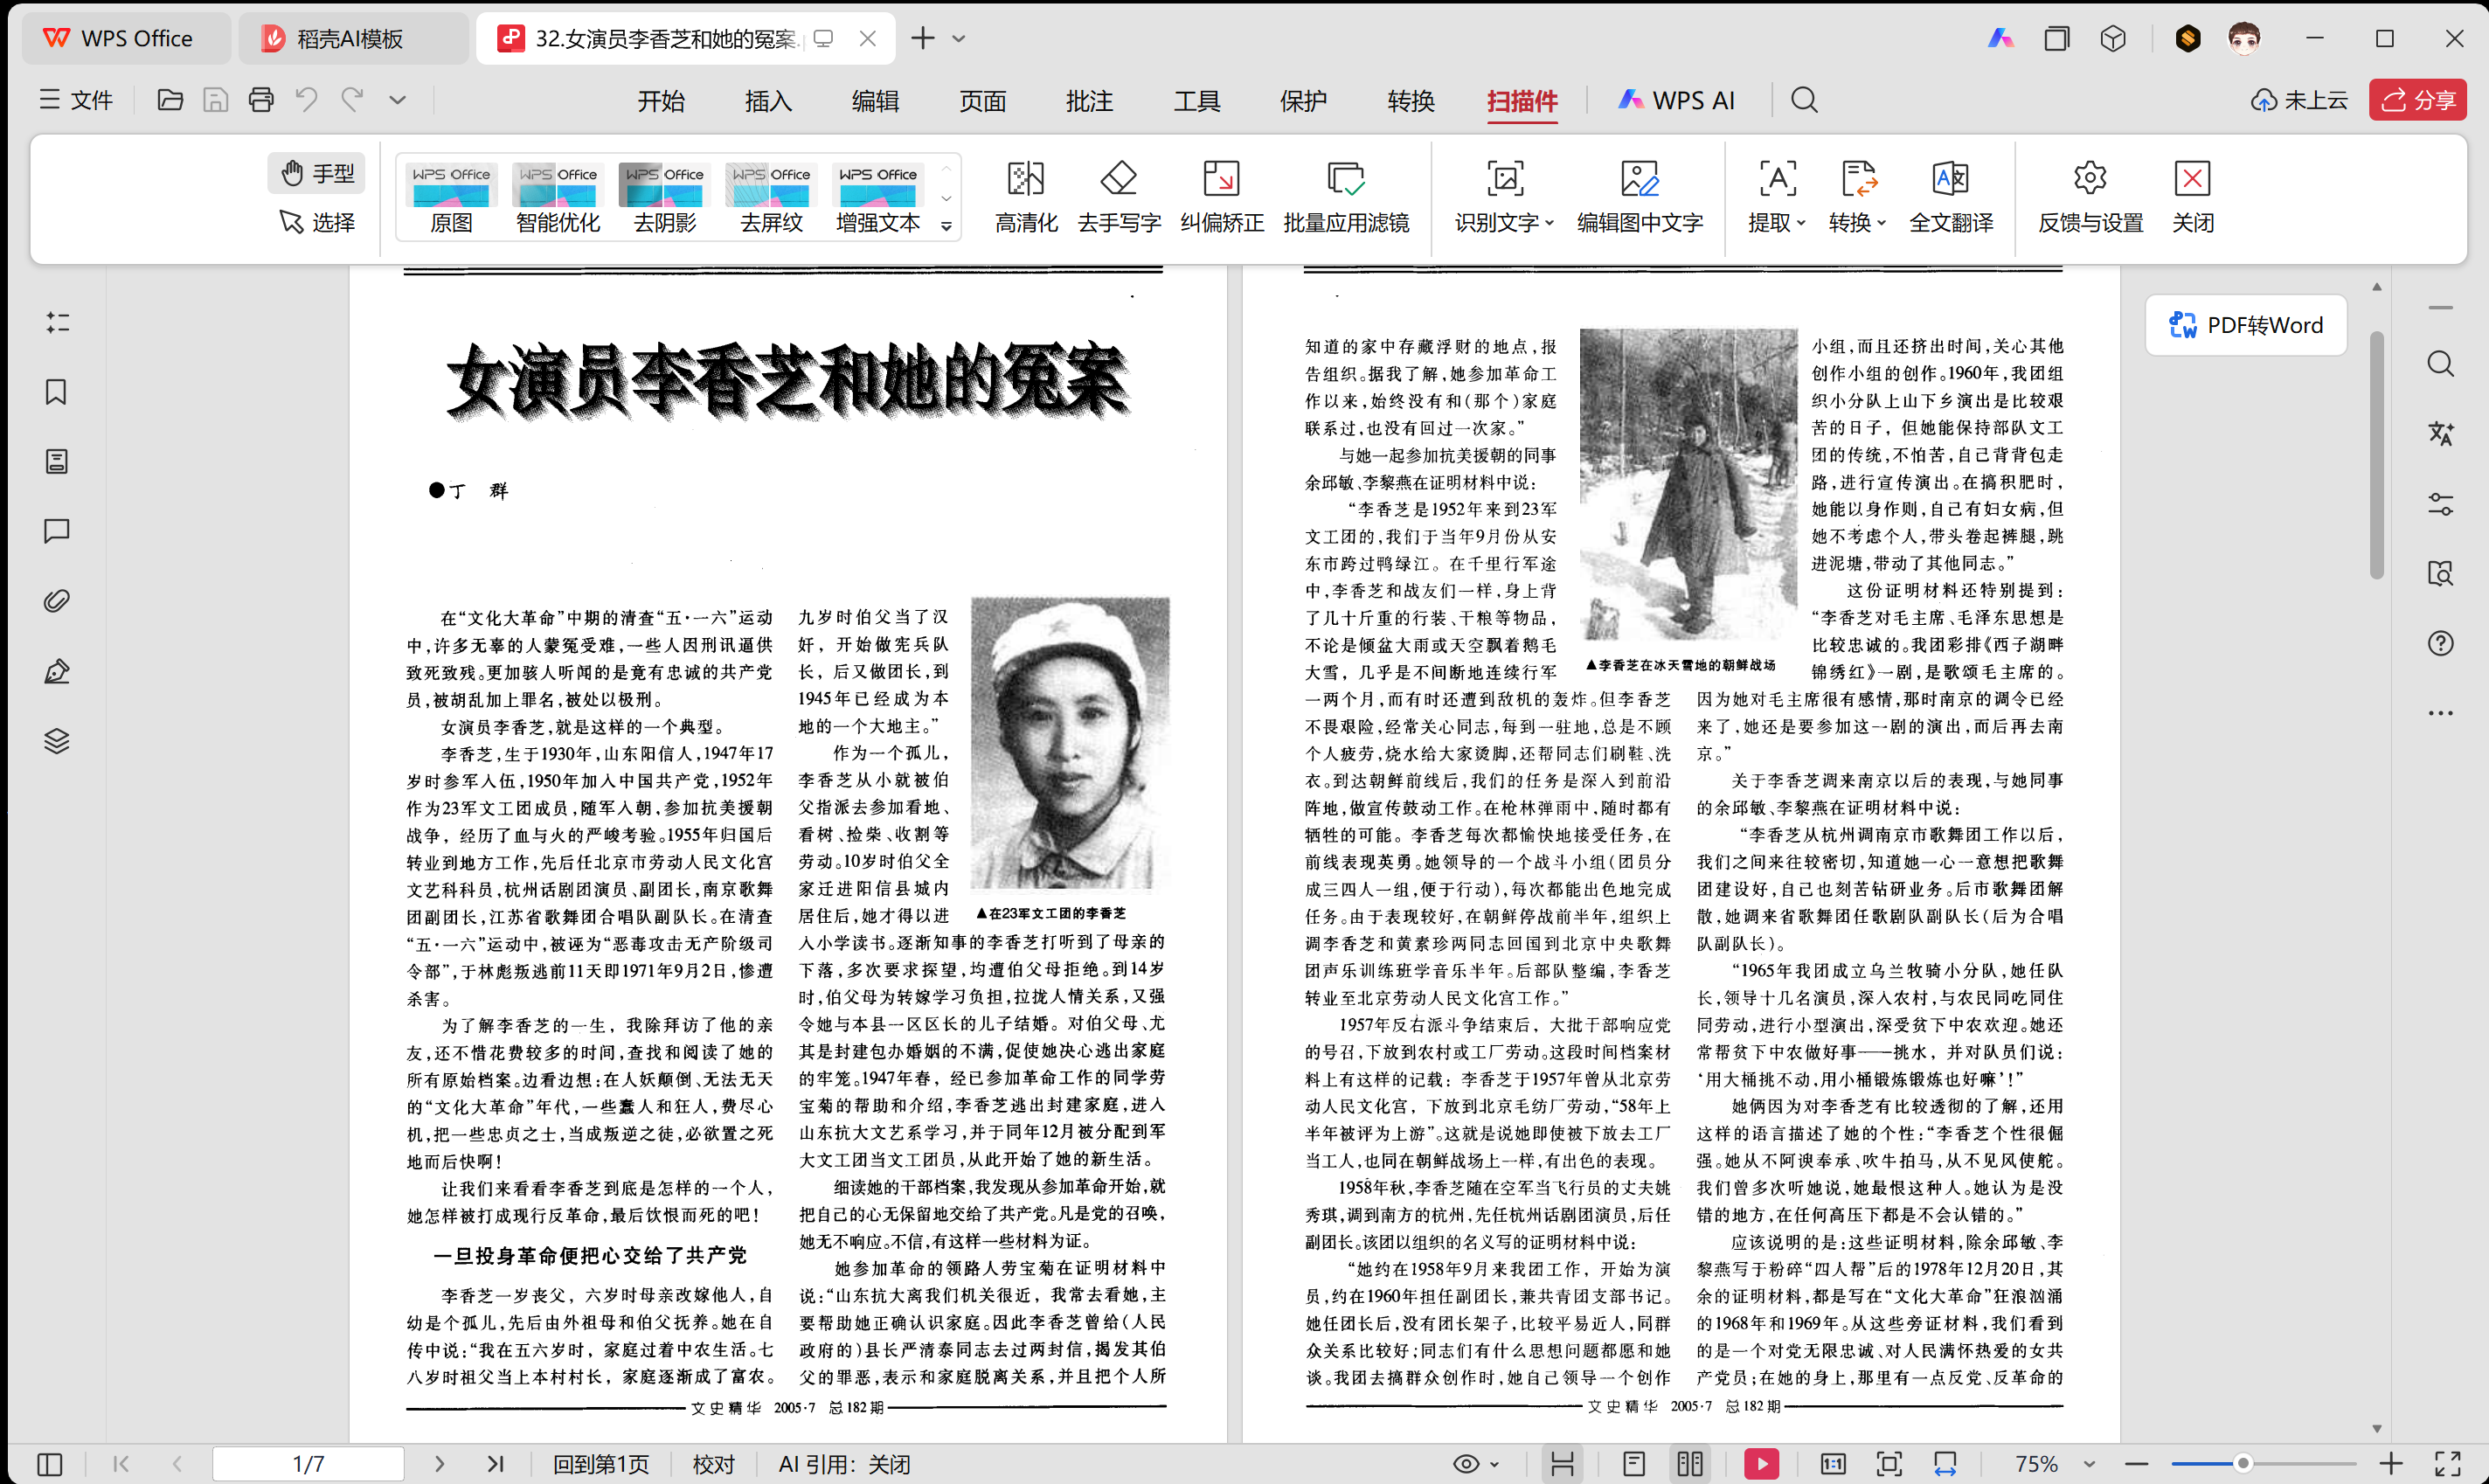 WPS Office
稻壳AI模板
32.女演员李香芝和她的冤案.
文件
开始
插入
编辑
页面
批注
工具
保护
转换
扫描件
WPS AI
未上云
分享
手型
选择
原图
智能优化
去阴影
去屏纹
增强文本
高清化
去手写字
纠偏矫正
批量应用滤镜
识别文字
编辑图中文字
提取
转换
全文翻译
反馈与设置
关闭
PDF转Word
女演员李香芝和她的冤案
●丁 群
在“文化大革命”中期的清查“五·一六”运动
中,许多无辜的人蒙冤受难,一些人因刑讯逼供
致死致残。更加骇人听闻的是竟有忠诚的共产党
员,被胡乱加上罪名,被处以极刑。
女演员李香芝,就是这样的一个典型。
李香芝,生于1930年,山东阳信人,1947年17
岁时参军入伍,1950年加入中国共产党,1952年
作为23军文工团成员,随军入朝,参加抗美援朝
战争, 经历了血与火的严峻考验。1955年归国后
转业到地方工作,先后任北京市劳动人民文化宫
文艺科科员,杭州话剧团演员、副团长,南京歌舞
团副团长,江苏省歌舞团合唱队副队长。在清查
“五·一六”运动中,被诬为“恶毒攻击无产阶级司
令部”,于林彪叛逃前11天即1971年9月2日,惨遭
杀害。
为了解李香芝的一生, 我除拜访了他的亲
友,还不惜花费较多的时间,查找和阅读了她的
所有原始档案。边看边想:在人妖颠倒、无法无天
的“文化大革命”年代,一些蠢人和狂人,费尽心
机,把一些忠贞之士,当成叛逆之徒,必欲置之死
地而后快啊!
让我们来看看李香芝到底是怎样的一个人,
她怎样被打成现行反革命,最后饮恨而死的吧!
一旦投身革命便把心交给了共产党
李香芝一岁丧父, 六岁时母亲改嫁他人,自
幼是个孤儿,先后由外祖母和伯父抚养。她在自
传中说:“我在五六岁时, 家庭过着中农生活。七
八岁时祖父当上本村村长, 家庭逐渐成了富农。
九岁时伯父当了汉
奸, 开始做宪兵队
长, 后又做团长,到
1945年已经成为本
地的一个大地主。”
作为一个孤儿,
李香芝从小就被伯
父指派去参加看地、
看树、捡柴、收割等
劳动。10岁时伯父全
家迁进阳信县城内
居住后,她才得以进
▲在23军文工团的李香芝
入小学读书。逐渐知事的李香芝打听到了母亲的
下落,多次要求探望,均遭伯父母拒绝。到14岁
时,伯父母为转嫁学习负担,拉拢人情关系,又强
令她与本县一区区长的儿子结婚。对伯父母、尤
其是封建包办婚姻的不满,促使她决心逃出家庭
的牢笼。1947年春, 经已参加革命工作的同学劳
宝菊的帮助和介绍,李香芝逃出封建家庭,进入
山东抗大文艺系学习,并于同年12月被分配到军
大文工团当文工团员,从此开始了她的新生活。
细读她的干部档案,我发现从参加革命开始,就
把自己的心无保留地交给了共产党。凡是党的召唤,
她无不响应。不信,有这样一些材料为证。
她参加革命的领路人劳宝菊在证明材料中
说:“山东抗大离我们机关很近, 我常去看她,主
要帮助她正确认识家庭。因此李香芝曾给(人民
政府的)县长严清泰同志去过两封信,揭发其伯
父的罪恶,表示和家庭脱离关系,并且把个人所
文史精华 2005·7 总182期
知道的家中存藏浮财的地点,报
告组织。据我了解,她参加革命工
作以来,始终没有和(那个)家庭
联系过,也没有回过一次家。”
与她一起参加抗美援朝的同事
余邱敏、李黎燕在证明材料中说:
“李香芝是1952年来到23军
文工团的,我们于当年9月份从安
东市跨过鸭绿江。在千里行军途
中,李香芝和战友们一样,身上背
了几十斤重的行装、干粮等物品,
不论是倾盆大雨或天空飘着鹅毛
大雪, 几乎是不间断地连续行军
一两个月,而有时还遭到敌机的轰炸。但李香芝
不畏艰险,经常关心同志,每到一驻地,总是不顾
个人疲劳,烧水给大家烫脚,还帮同志们刷鞋、洗
衣。到达朝鲜前线后,我们的任务是深入到前沿
阵地,做宣传鼓动工作。在枪林弹雨中,随时都有
牺牲的可能。李香芝每次都愉快地接受任务,在
前线表现英勇。她领导的一个战斗小组(团员分
成三四人一组,便于行动),每次都能出色地完成
任务。由于表现较好,在朝鲜停战前半年,组织上
调李香芝和黄素珍两同志回国到北京中央歌舞
团声乐训练班学音乐半年。后部队整编,李香芝
转业至北京劳动人民文化宫工作。”
1957年反右派斗争结束后, 大批干部响应党
的号召,下放到农村或工厂劳动。这段时间档案材
料上有这样的记载: 李香芝于1957年曾从北京劳
动人民文化宫, 下放到北京毛纺厂劳动,“58年上
半年被评为上游”。这就是说她即使被下放去工厂
当工人,也同在朝鲜战场上一样,有出色的表现。
1958年秋,李香芝随在空军当飞行员的丈夫姚
秀琪,调到南方的杭州,先任杭州话剧团演员,后任
副团长。该团以组织的名义写的证明材料中说:
“她约在1958年9月来我团工作, 开始为演
员,约在1960年担任副团长,兼共青团支部书记。
她任团长后,没有团长架子,比较平易近人,同群
众关系比较好;同志们有什么思想问题都愿和她
谈。我团去搞群众创作时,她自己领导一个创作
▲李香芝在冰天雪地的朝鲜战场
小组,而且还挤出时间,关心其他
创作小组的创作。1960年,我团组
织小分队上山下乡演出是比较艰
苦的日子, 但她能保持部队文工
团的传统,不怕苦,自己背背包走
路,进行宣传演出。在搞积肥时,
她能以身作则,自己有妇女病,但
她不考虑个人,带头卷起裤腿,跳
进泥塘,带动了其他同志。”
这份证明材料还特别提到:
“李香芝对毛主席、毛泽东思想是
比较忠诚的。我团彩排《西子湖畔
锦绣红》一剧,是歌颂毛主席的。
因为她对毛主席很有感情,那时南京的调令已经
来了,她还是要参加这一剧的演出,而后再去南
京。”
关于李香芝调来南京以后的表现,与她同事
的余邱敏、李黎燕在证明材料中说:
“李香芝从杭州调南京市歌舞团工作以后,
我们之间来往较密切,知道她一心一意想把歌舞
团建设好,自己也刻苦钻研业务。后市歌舞团解
散,她调来省歌舞团任歌剧队副队长(后为合唱
队副队长)。
“1965年我团成立乌兰牧骑小分队,她任队
长,领导十几名演员,深入农村,与农民同吃同住
同劳动,进行小型演出,深受贫下中农欢迎。她还
常帮贫下中农做好事——挑水, 并对队员们说:
‘用大桶挑不动,用小桶锻炼锻炼也好嘛’!”
她俩因为对李香芝有比较透彻的了解,还用
这样的语言描述了她的个性:“李香芝个性很倔
强。她从不阿谀奉承、吹牛拍马,从不见风使舵。
我们曾多次听她说,她最恨这种人。她认为是没
错的地方,在任何高压下都是不会认错的。”
应该说明的是:这些证明材料,除余邱敏、李
黎燕写于粉碎“四人帮”后的1978年12月20日,其
余的证明材料,都是写在“文化大革命”狂浪汹涌
的1968年和1969年。从这些旁证材料,我们看到
的是一个对党无限忠诚、对人民满怀热爱的女共
产党员;在她的身上,那里有一点反党、反革命的
文史精华 2005·7 总182期
1/7
回到第1页
校对
AI 引用: 关闭
75%